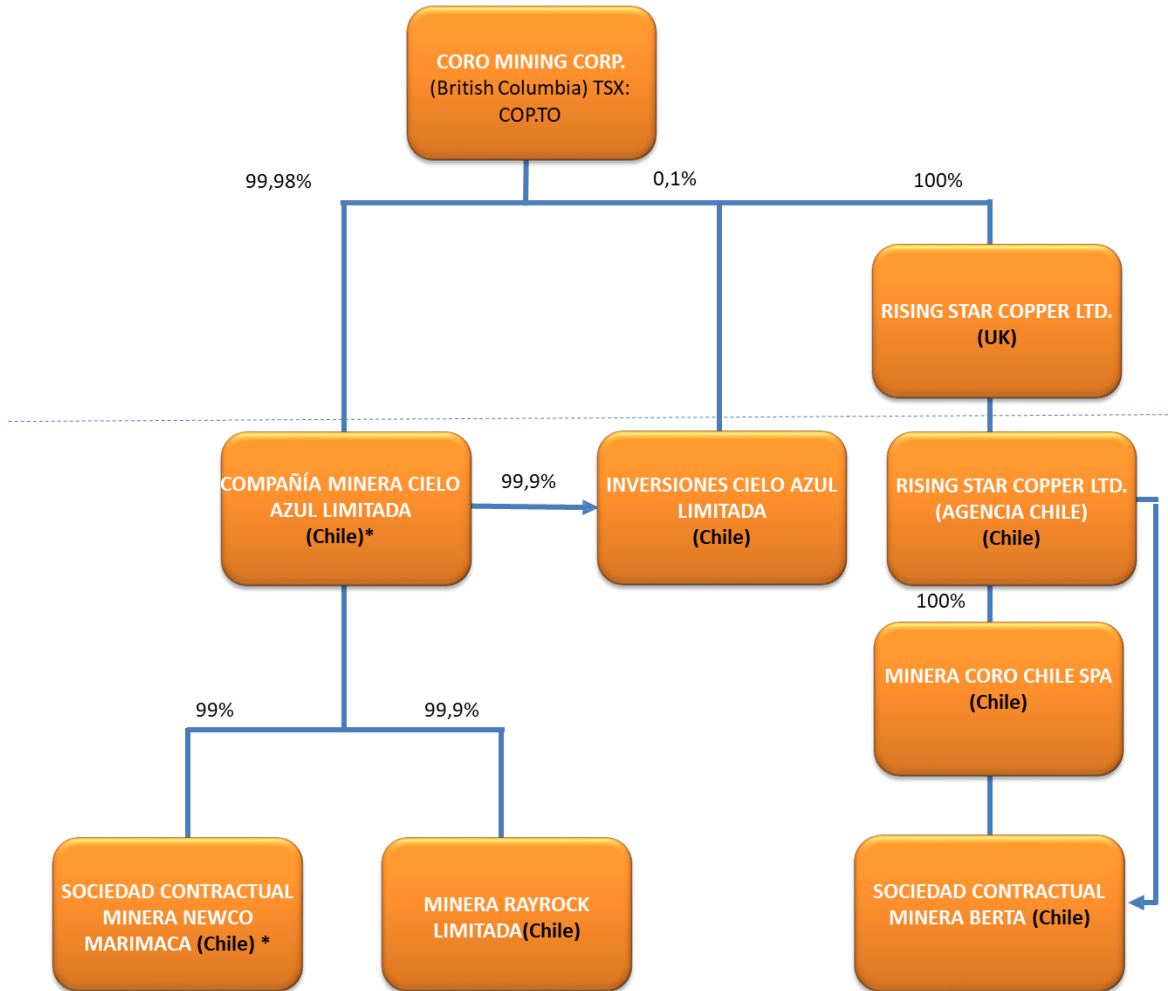 CORO MINING CORP.
(British Columbia) TSX:
COP.TO
99,98%
0,1%
100%
RISING STAR COPPER LTD.
(UK)
COMPAÑÍA MINERA CIELO
AZUL LIMITADA
(Chile)*
99,9%
INVERSIONES CIELO AZUL
LIMITADA
(Chile)
RISING STAR COPPER LTD.
(AGENCIA CHILE)
(Chile)
100%
MINERA CORO CHILE SPA
(Chile)
99%
99,9%
SOCIEDAD CONTRACTUAL
MINERA NEWCO
MARIMACA (Chile) *
MINERA RAYROCK
LIMITADA(Chile)
SOCIEDAD CONTRACTUAL
MINERA BERTA (Chile)